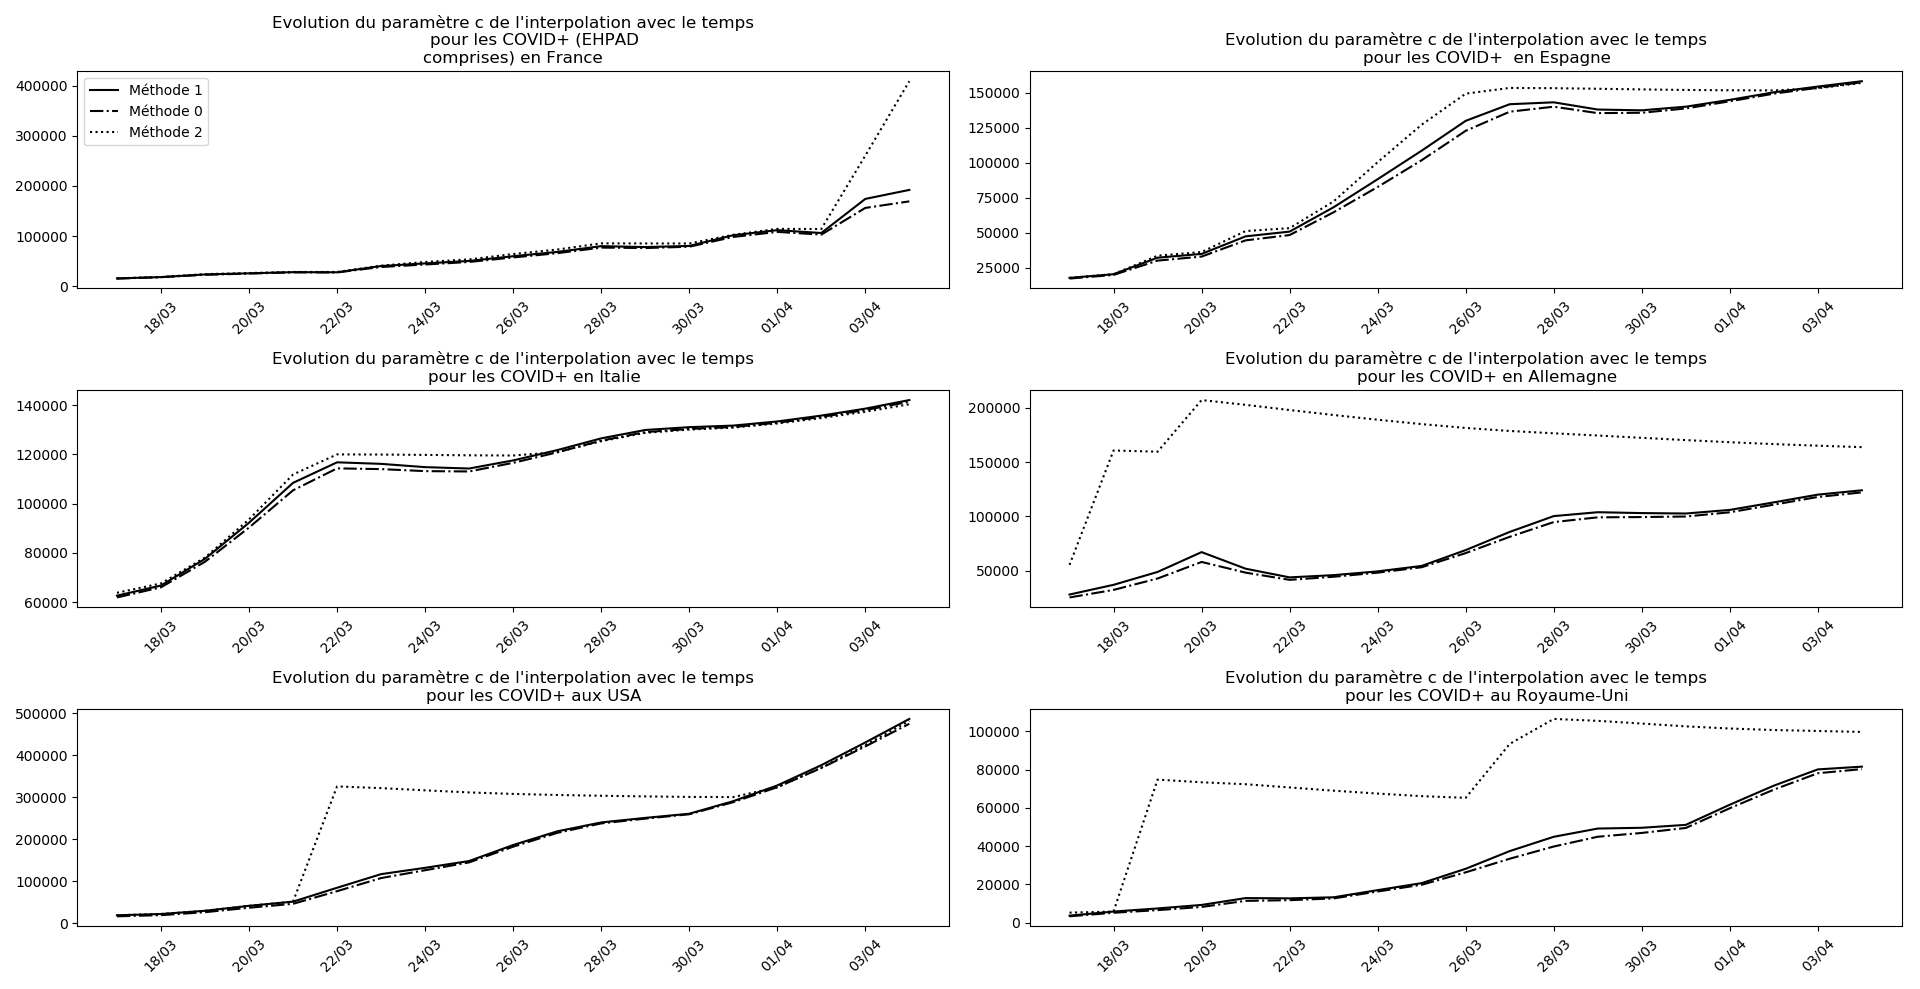 Evolution du paramètre c de l'interpolation avec le temps
pour les COVID+ (EHPAD
comprises) en France
400000
300000
200000
100000
0
Méthode 1
Méthode 0
Méthode 2
18/03 20/03 22/03 24/03 26/03 28/03 30/03 01/04 03/04
Evolution du paramètre c de l'interpolation avec le temps
pour les COVID+  en Espagne
150000
125000
100000
75000
50000
25000
18/03 20/03 22/03 24/03 26/03 28/03 30/03 01/04 03/04
Evolution du paramètre c de l'interpolation avec le temps
pour les COVID+ en Italie
140000
120000
100000
80000
60000
18/03 20/03 22/03 24/03 26/03 28/03 30/03 01/04 03/04
Evolution du paramètre c de l'interpolation avec le temps
pour les COVID+ en Allemagne
200000
150000
100000
50000
18/03 20/03 22/03 24/03 26/03 28/03 30/03 01/04 03/04
Evolution du paramètre c de l'interpolation avec le temps
pour les COVID+ aux USA
500000
400000
300000
200000
100000
0
18/03 20/03 22/03 24/03 26/03 28/03 30/03 01/04 03/04
Evolution du paramètre c de l'interpolation avec le temps
pour les COVID+ au Royaume-Uni
100000
80000
60000
40000
20000
0
18/03 20/03 22/03 24/03 26/03 28/03 30/03 01/04 03/04